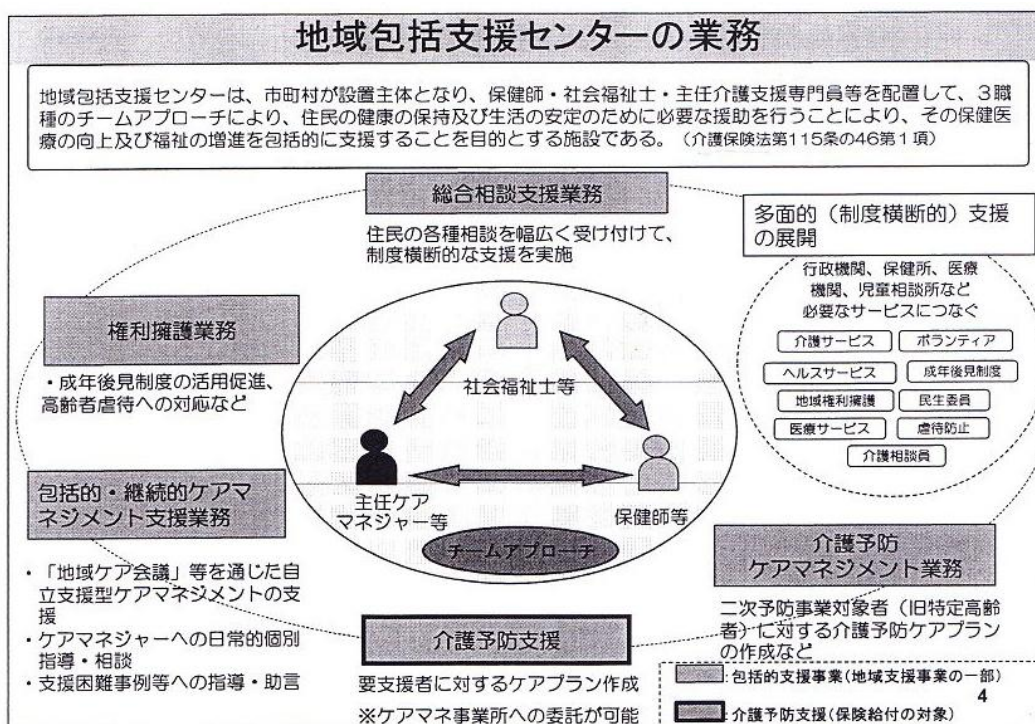 地域包括支援センターの業務
地域包括支援センターは、市町村が設置主体となり、保健師・社会福祉士・主任介護支援専門員等を配置して、３職
種のチームアプローチにより、住民の健康の保持及び生活の安定のために必要な援助を行うことにより、その保健医
療の向上及び福祉の増進を包括的に支援することを目的とする施設である。（介護保険法第115条の46第１項）
総合相談支援業務
住民の各種相談を幅広く受け付けて、
制度横断的な支援を実施
多面的（制度横断的）支援
の展開
行政機関、保健所、医療
機関、児童相談所など
必要なサービスにつなぐ
介護サービス
ボランティア
ヘルスサービス
成年後見制度
地域権利擁護
民生委員
医療サービス
虐待防止
介護相談員
権利擁護業務
・成年後見制度の活用促進、
高齢者虐待への対応など
社会福祉士等
主任ケア
マネジャー等
保健師等
チームアプローチ
包括的・継続的ケアマ
ネジメント支援業務
・「地域ケア会議」等を通じた自
立支援型ケアマネジメントの支
援
・ケアマネジャーへの日常的個別
指導・相談
・支援困難事例等への指導・助言
介護予防支援
要支援者に対するケアプラン作成
※ケアマネ事業所への委託が可能
介護予防
ケアマネジメント業務
二次予防事業対象者（旧特定高齢
者）に対する介護予防ケアプラン
の作成など
:包括的支援事業(地域支援事業の一部)
:介護予防支援(保険給付の対象)
4